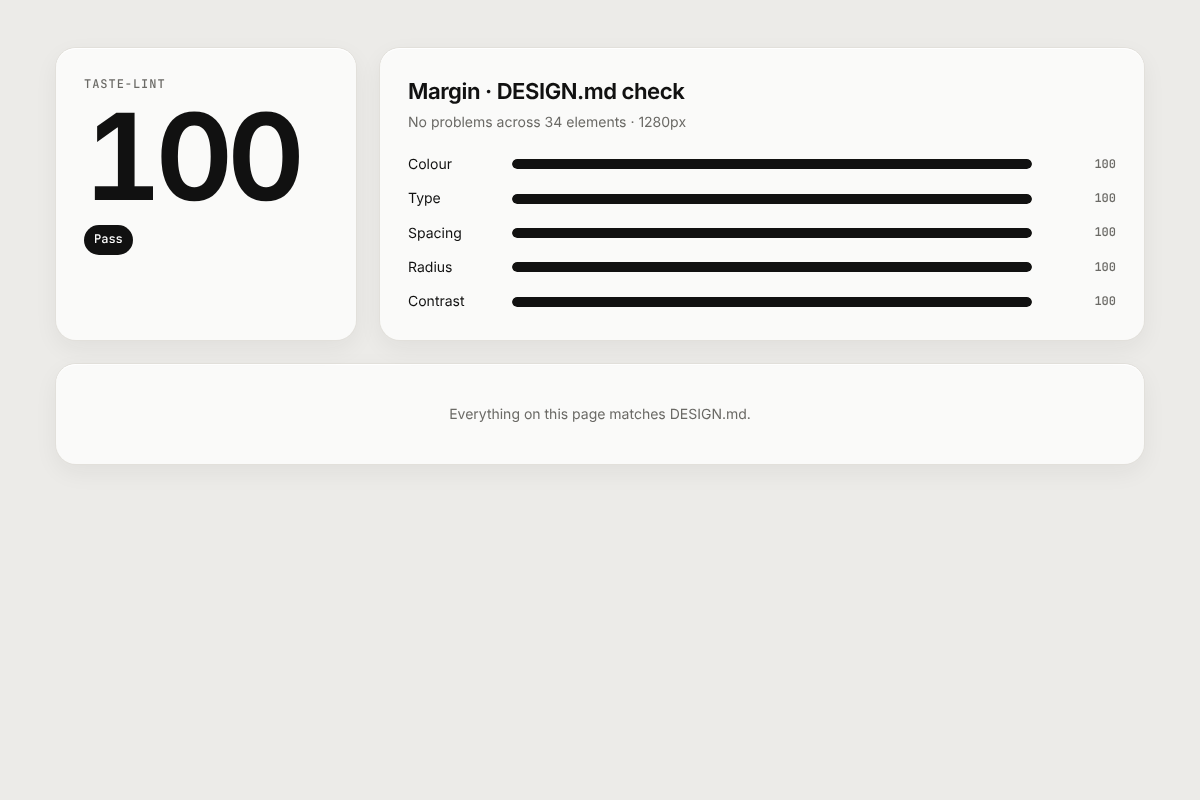 TASTE-LINT
100
Pass
Margin · DESIGN.md check
No problems across 34 elements · 1280px
Colour 100
Type 100
Spacing 100
Radius 100
Contrast 100
Everything on this page matches DESIGN.md.